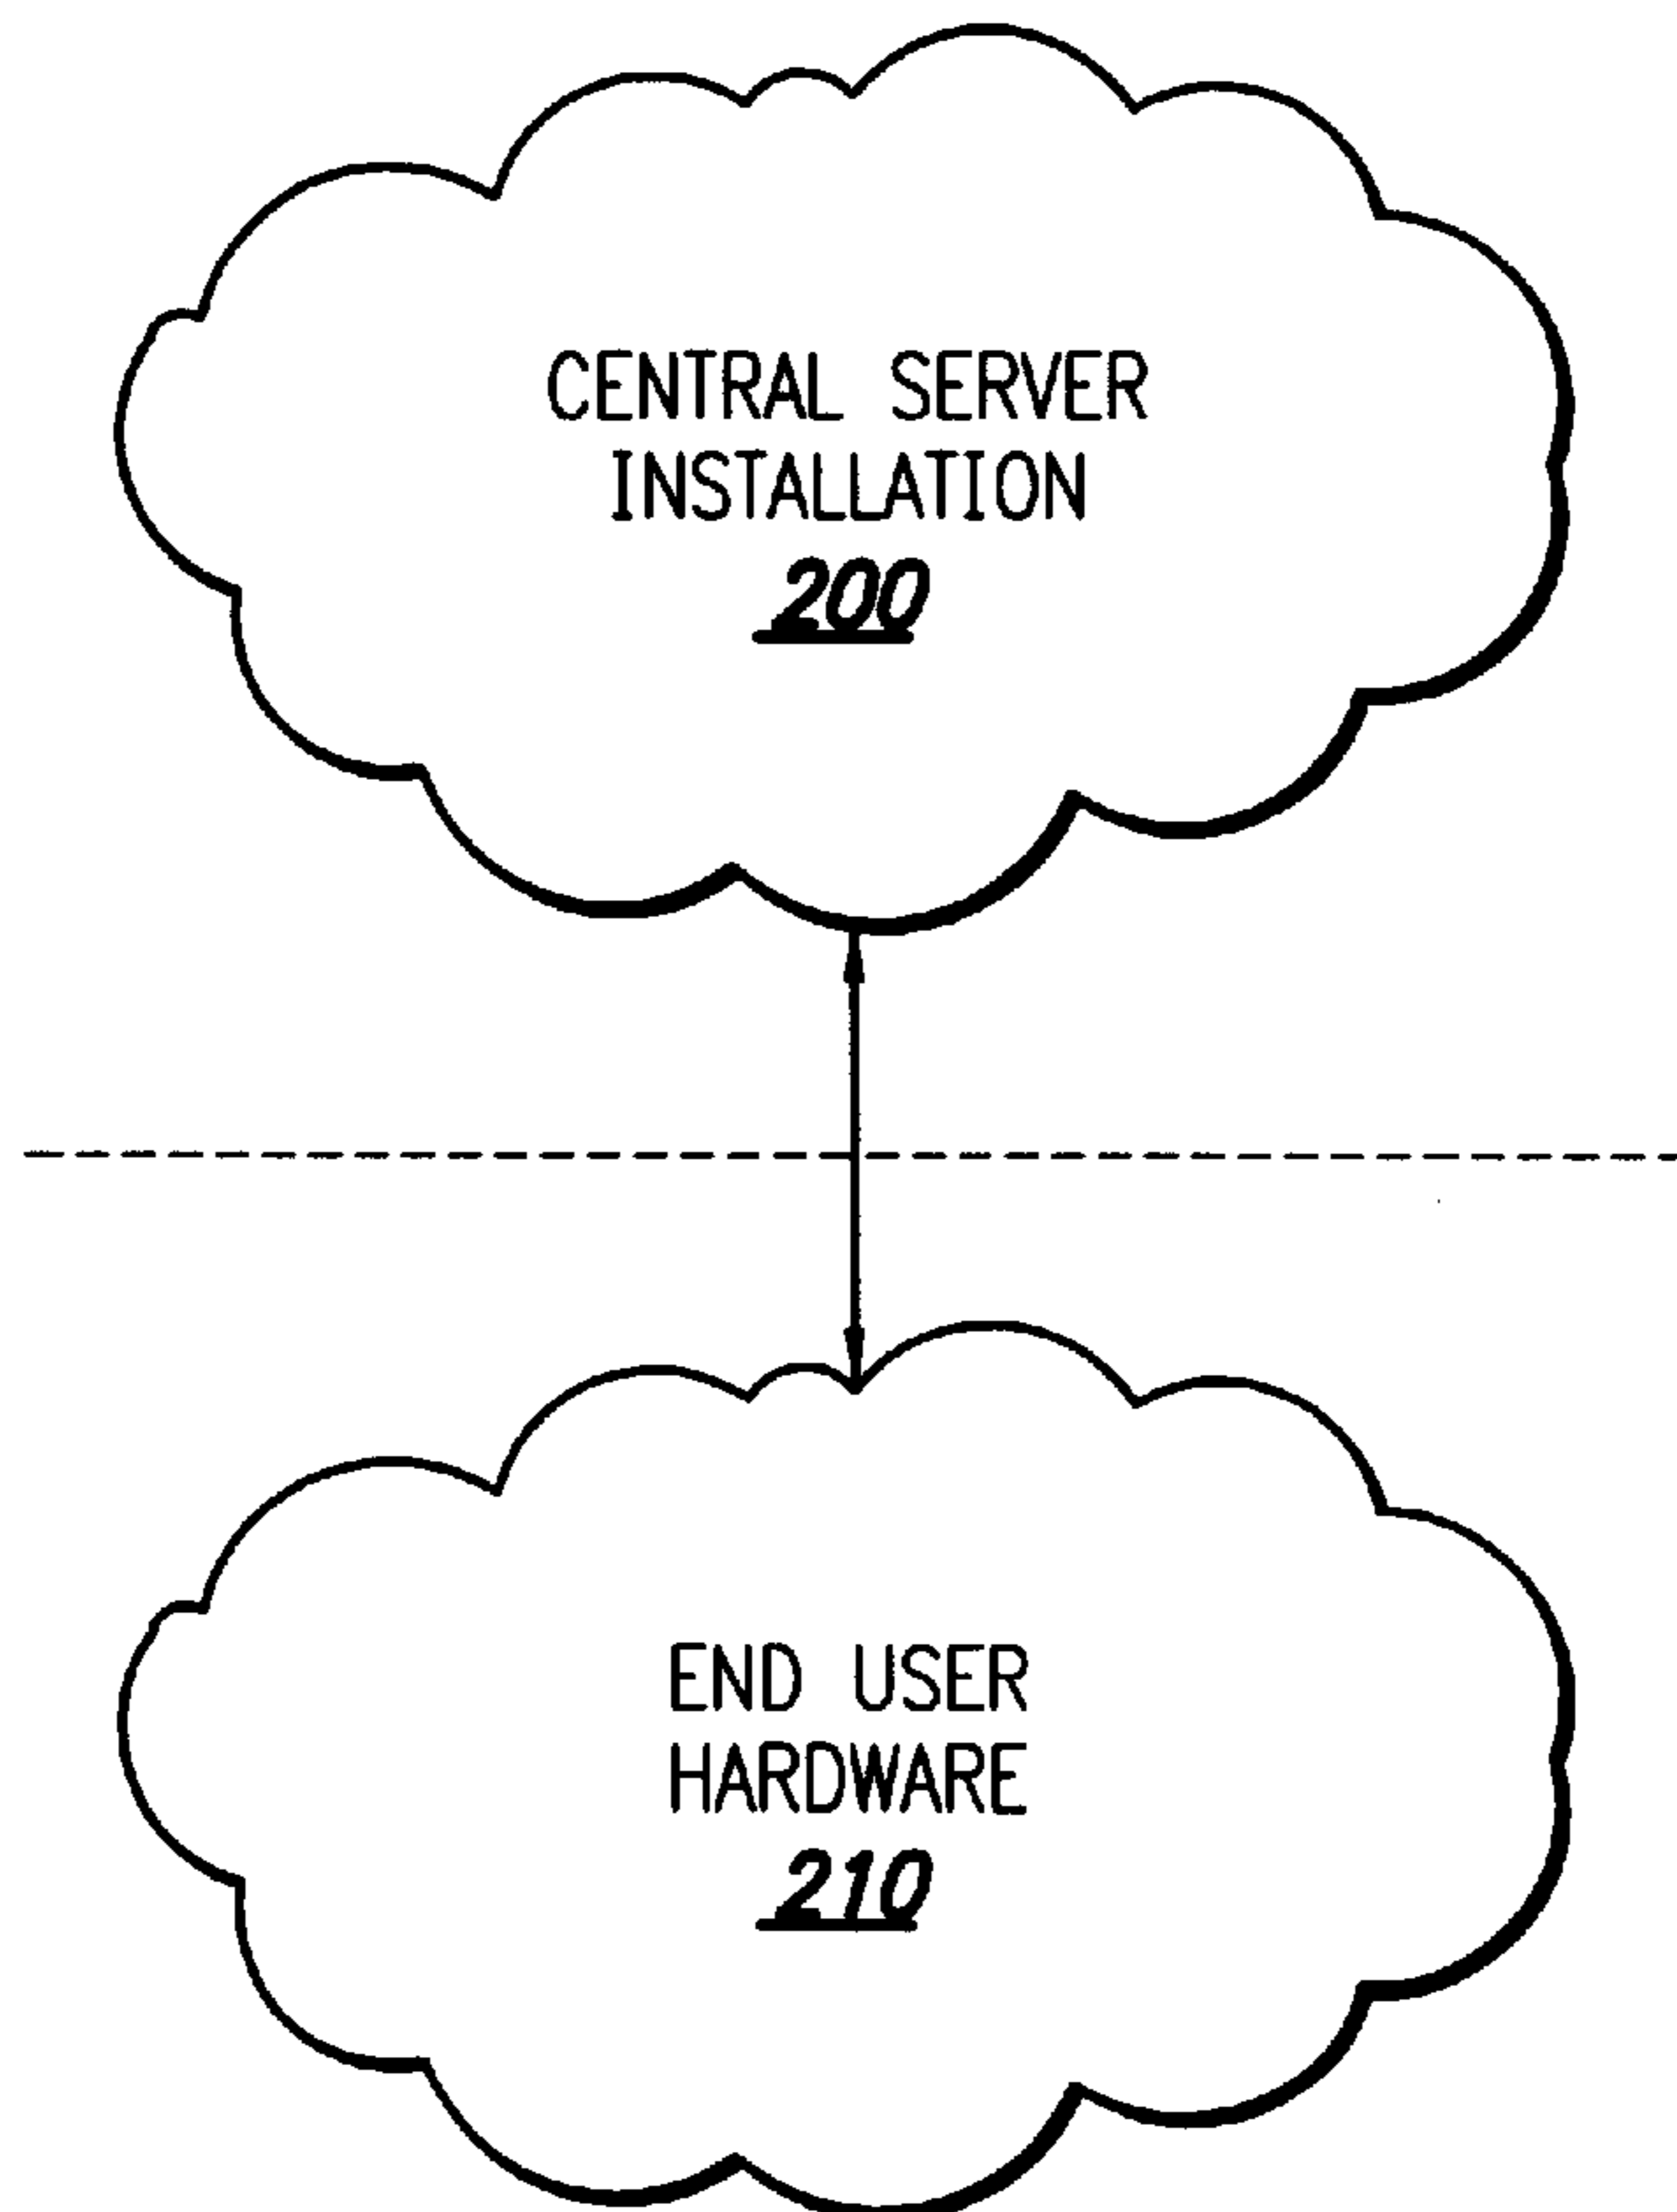 CENTRAL SERVER
INSTALLATION
200
END USER
HARDWARE
210